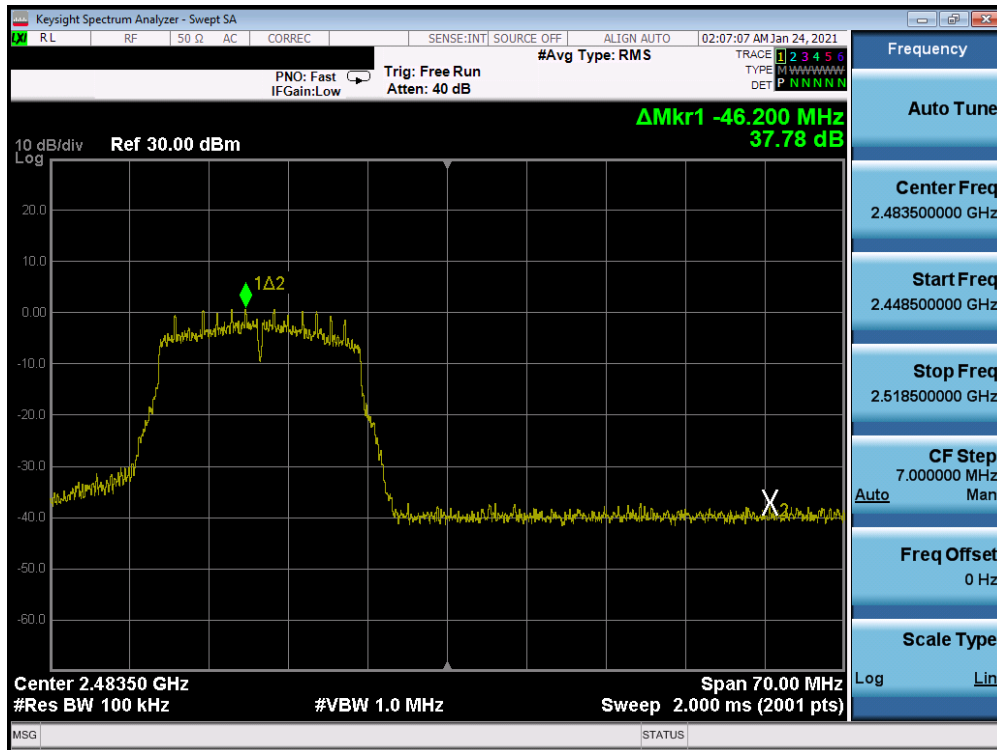 Keysight Spectrum Analyzer - Swept SA
LXI RL RF 50 Ω AC CORREC SENSE:INT SOURCE OFF ALIGN AUTO 02:07:07 AM Jan 24, 2021
#Avg Type: RMS
PNO: Fast Trig: Free Run
IFGain:Low Atten: 40 dB
TRACE 1 2 3 4 5 6
TYPE M WWWWW
DET P N N N N N
ΔMkr1 -46.200 MHz
37.78 dB
10 dB/div Ref 30.00 dBm
Log
20.0
10.0
1Δ2
0.00
-10.0
-20.0
-30.0
-40.0
X2
-50.0
-60.0
Center 2.48350 GHz Span 70.00 MHz
#Res BW 100 kHz #VBW 1.0 MHz Sweep 2.000 ms (2001 pts)
MSG STATUS
Frequency
Auto Tune
Center Freq
2.483500000 GHz
Start Freq
2.448500000 GHz
Stop Freq
2.518500000 GHz
CF Step
7.000000 MHz
Auto Man
Freq Offset
0 Hz
Scale Type
Log Lin